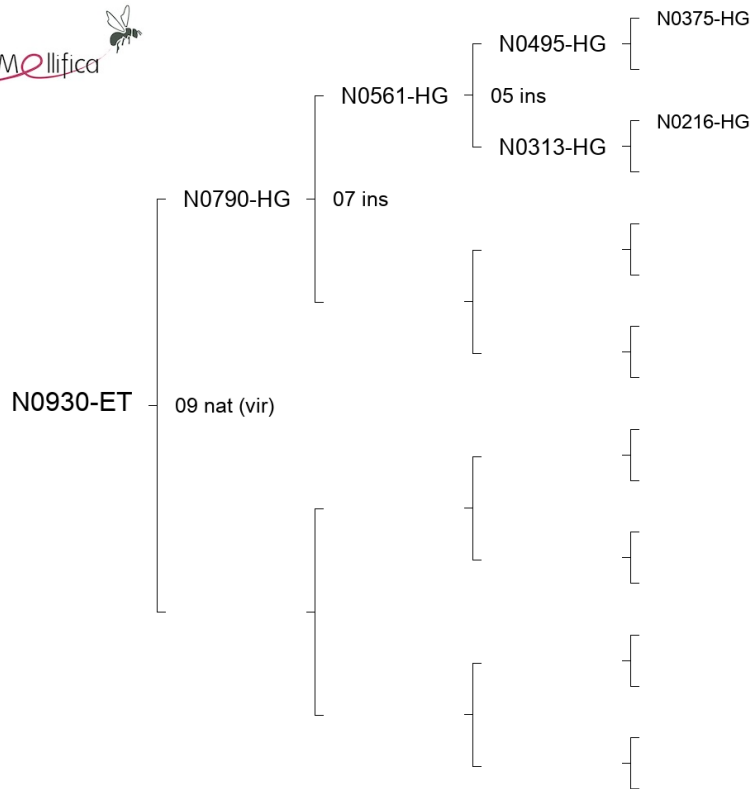 Mellifica
N0375-HG
N0495-HG
N0561-HG
05 ins
N0216-HG
N0313-HG
N0790-HG
07 ins
N0930-ET
09 nat (vir)